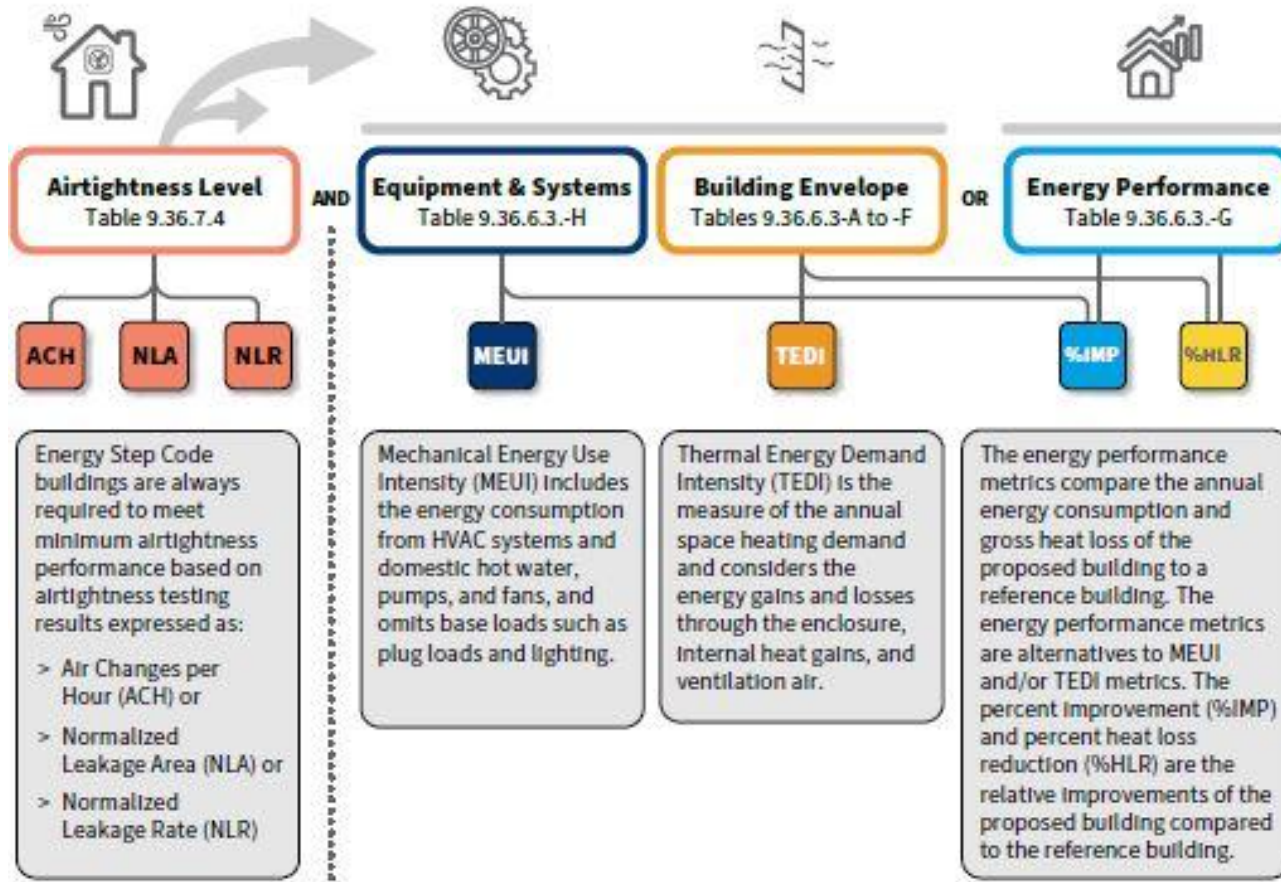 Airtightness Level
Table 9.36.7.4
AND
Equipment & Systems
Table 9.36.6.3.-H
Building Envelope
Tables 9.36.6.3-A to -F
OR
Energy Performance
Table 9.36.6.3.-G
ACH
NLA
NLR
MEUI
TEDI
%IMP
%HLR
Energy Step Code
buildings are always
required to meet
minimum airtightness
performance based on
airtightness testing
results expressed as:
> Air Changes per
Hour (ACH) or
> Normalized
Leakage Area (NLA) or
> Normalized
Leakage Rate (NLR)
Mechanical Energy Use
Intensity (MEUI) includes
the energy consumption
from HVAC systems and
domestic hot water,
pumps, and fans, and
omits base loads such as
plug loads and lighting.
Thermal Energy Demand
Intensity (TEDI) is the
measure of the annual
space heating demand
and considers the
energy gains and losses
through the enclosure,
internal heat gains, and
ventilation air.
The energy performance
metrics compare the annual
energy consumption and
gross heat loss of the
proposed building to a
reference building. The
energy performance metrics
are alternatives to MEUI
and/or TEDI metrics. The
percent improvement (%IMP)
and percent heat loss
reduction (%HLR) are the
relative improvements of the
proposed building compared
to the reference building.